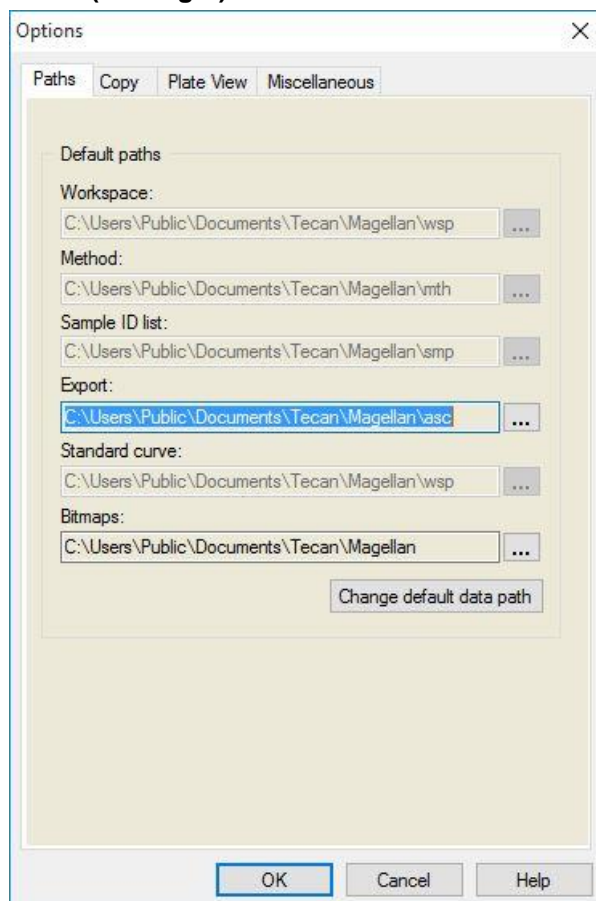 Options
Paths Copy Plate View Miscellaneous
Default paths
Workspace:
C:\Users\Public\Documents\Tecan\Magellan\wsp ...
Method:
C:\Users\Public\Documents\Tecan\Magellan\mth ...
Sample ID list:
C:\Users\Public\Documents\Tecan\Magellan\smp ...
Export:
C:\Users\Public\Documents\Tecan\Magellan\asc ...
Standard curve:
C:\Users\Public\Documents\Tecan\Magellan\wsp ...
Bitmaps:
C:\Users\Public\Documents\Tecan\Magellan ...
Change default data path
OK Cancel Help